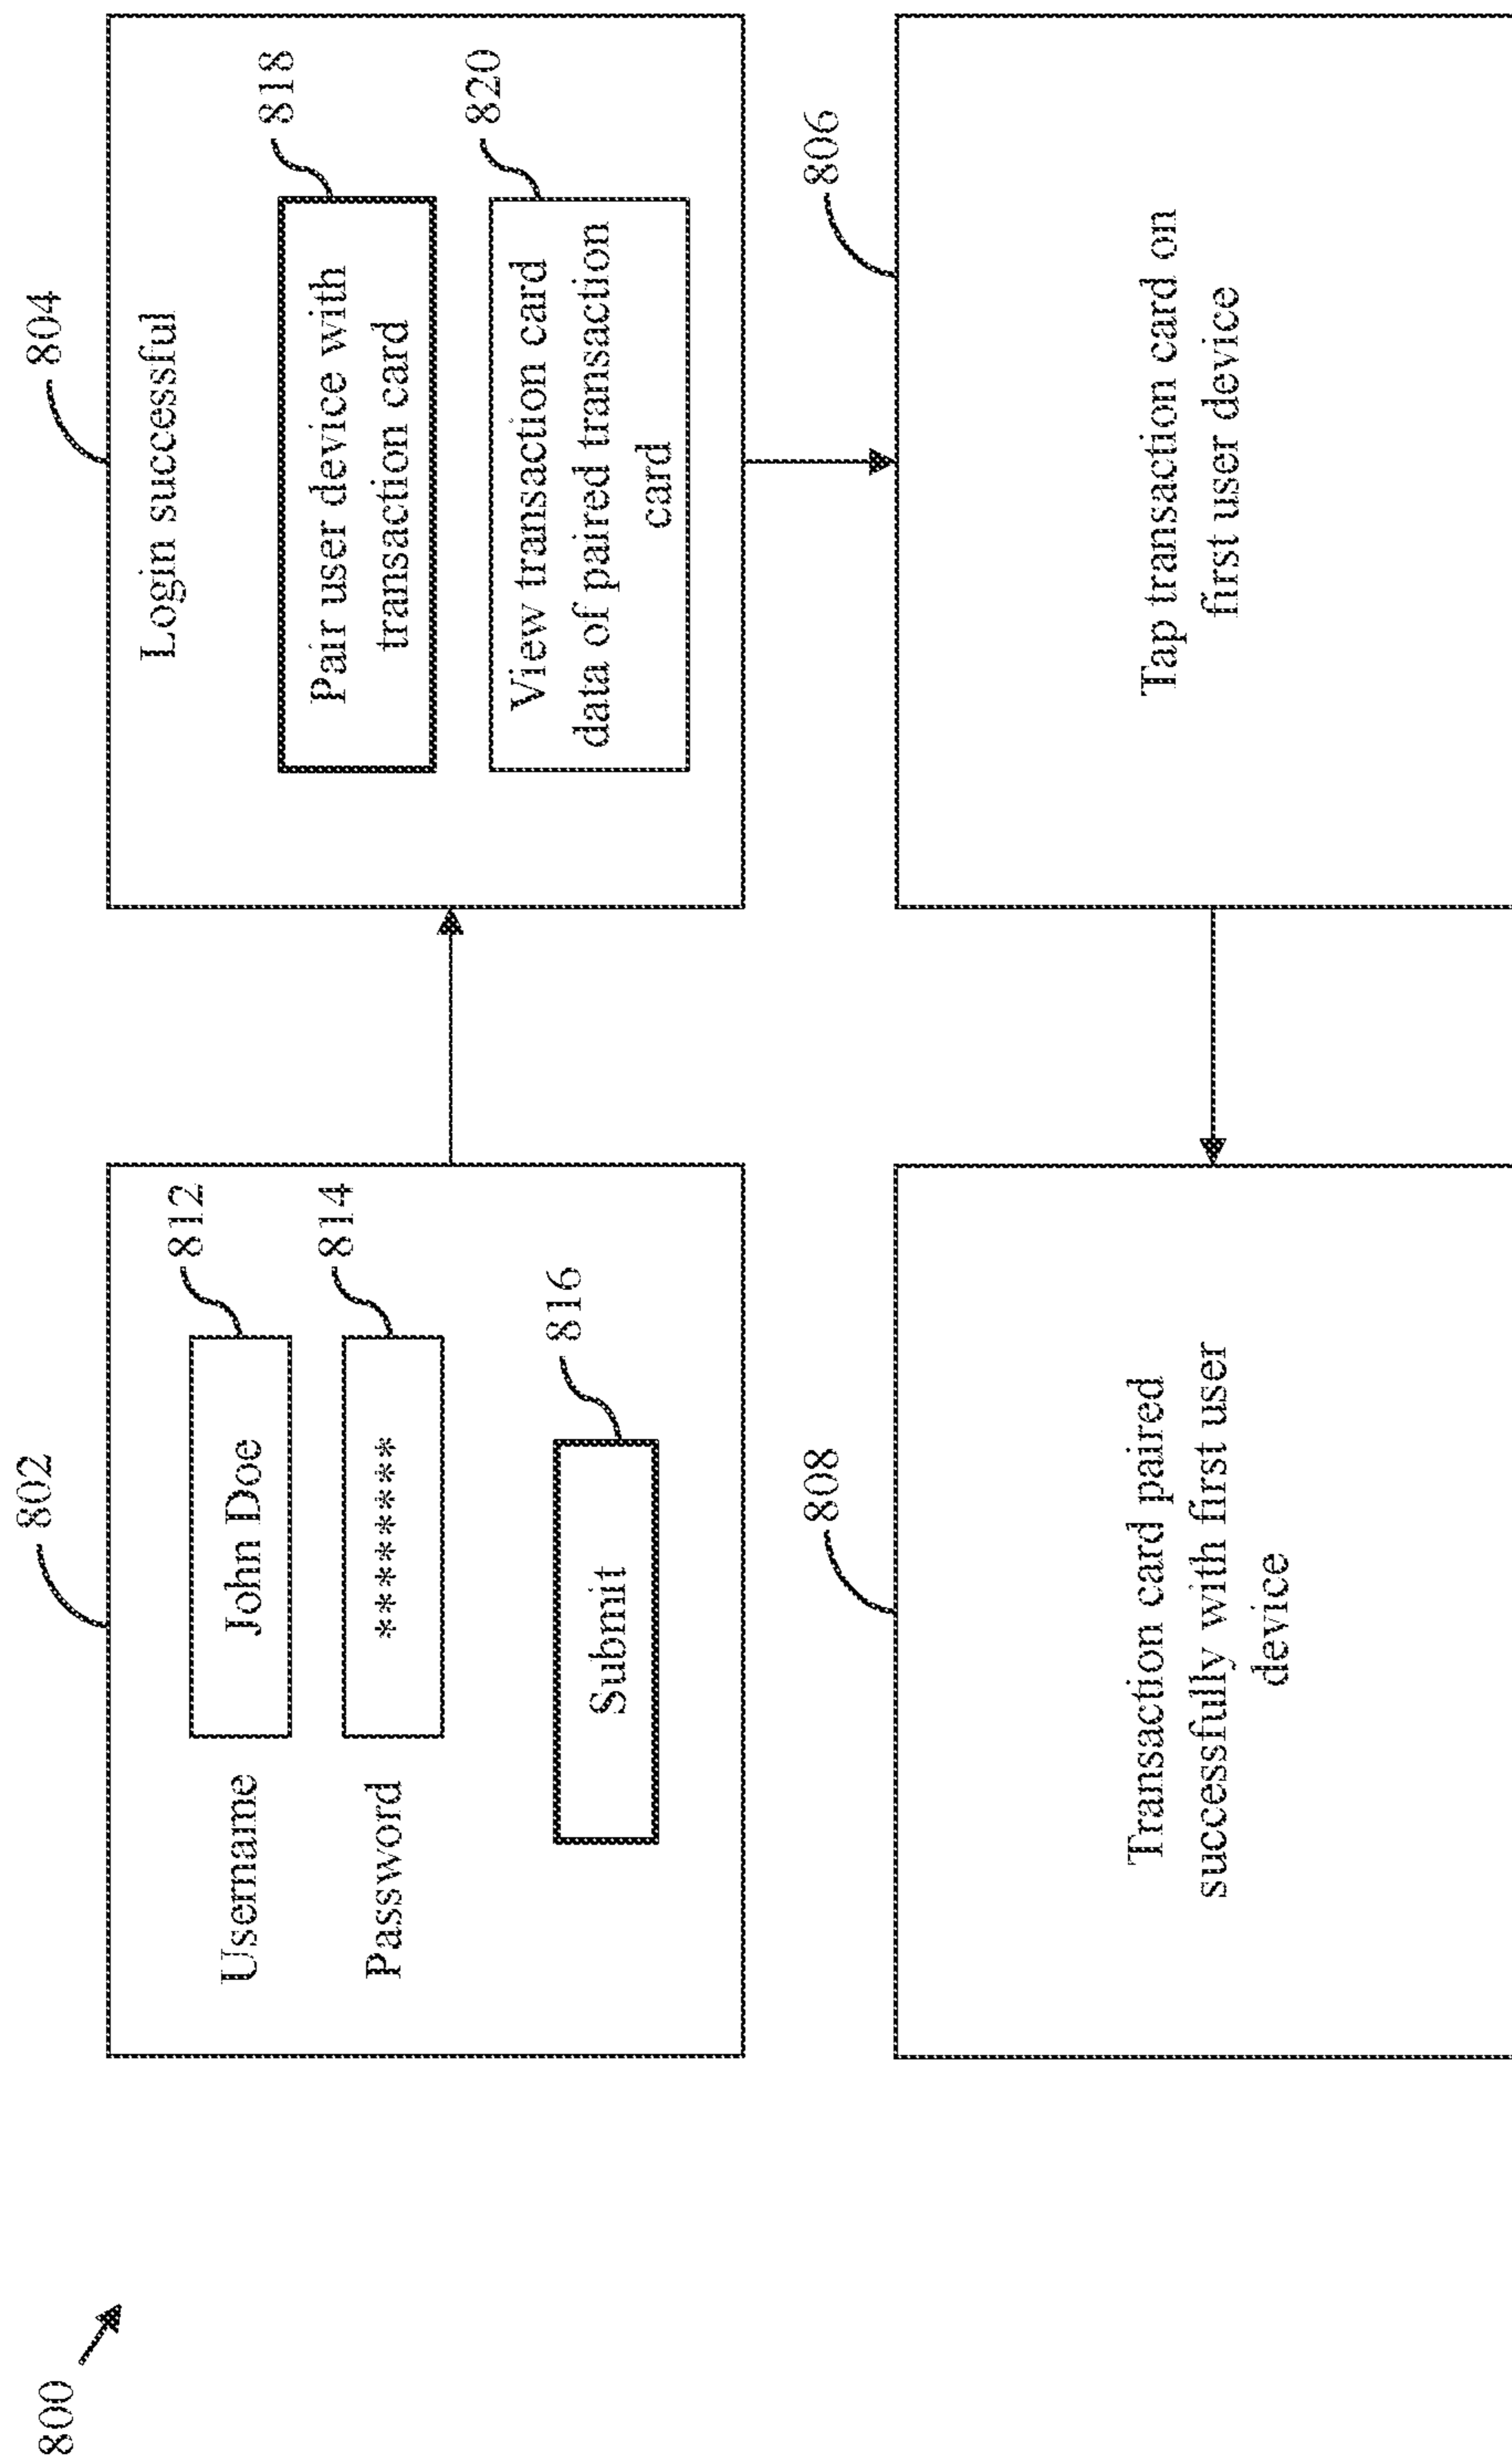 800
802
Username
John Doe
812
Password
********
814
Submit
816
804
Login successful
Pair user device with
transaction card
818
View transaction card
data of paired transaction
card
820
806
Tap transaction card on
first user device
808
Transaction card paired
successfully with first user
device